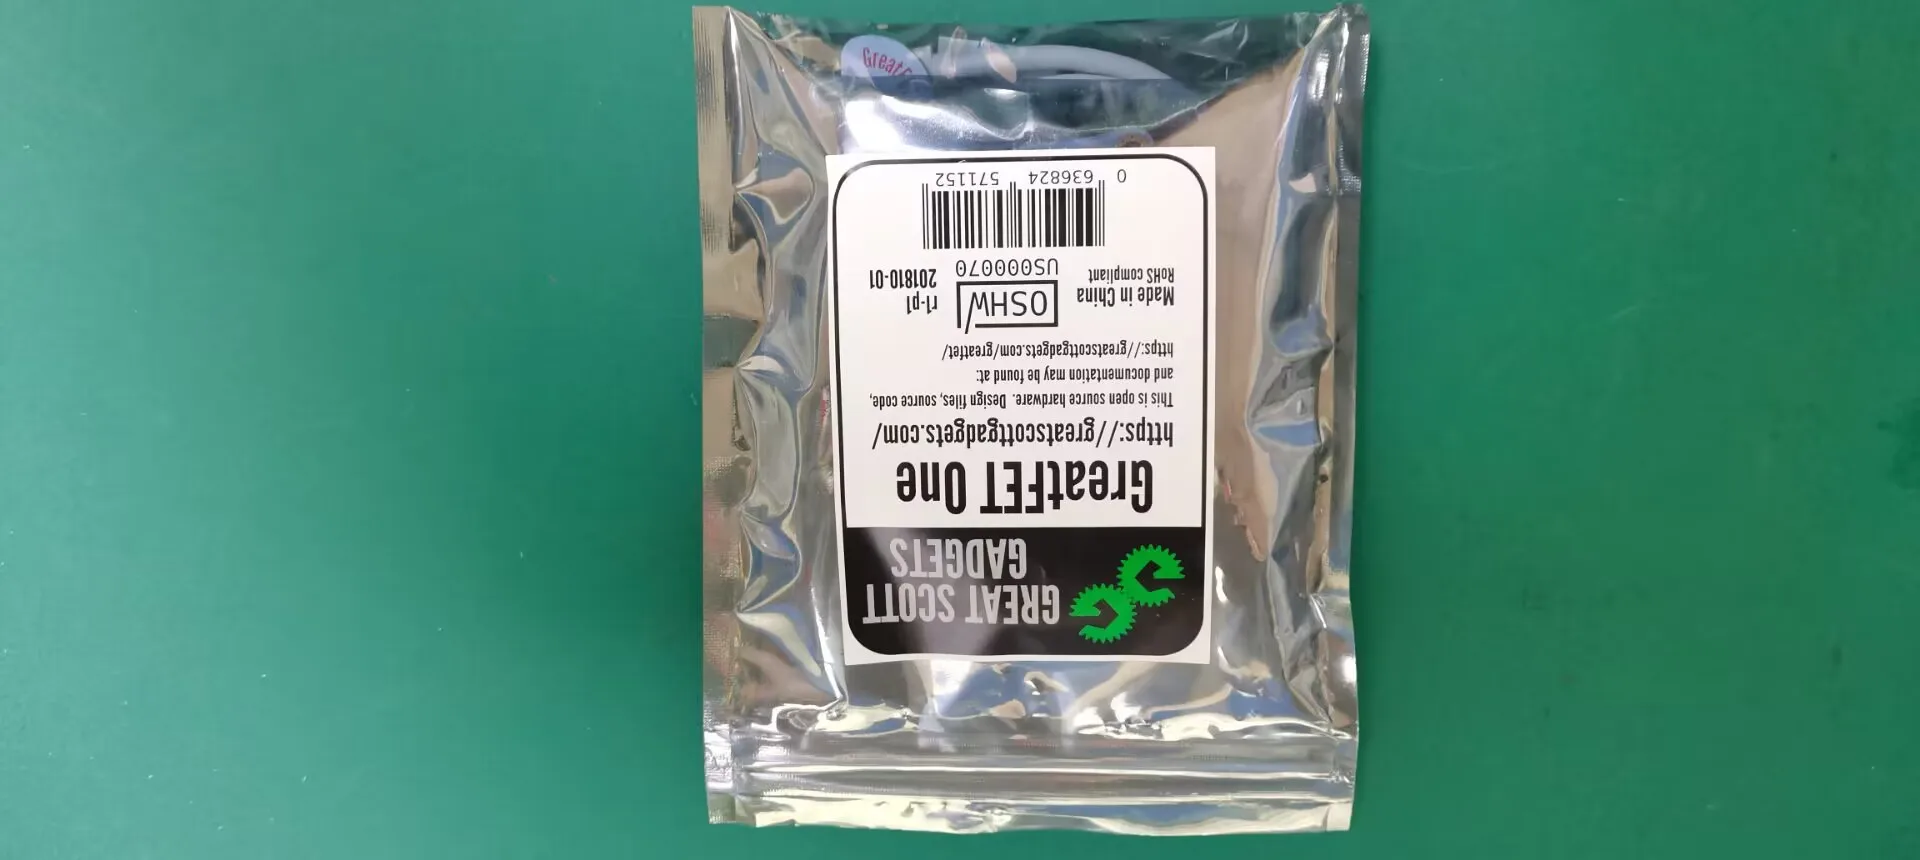 GREAT SCOTT
GADGETS
GreatFET One
https://greatscottgadgets.com/
This is open source hardware. Design files, source code,
and documentation may be found at:
https://greatscottgadgets.com/greatfet/
Made in China
RoHS compliant
OSHW
US000070
r1-p1
201810-01
0 636824 571152
Great